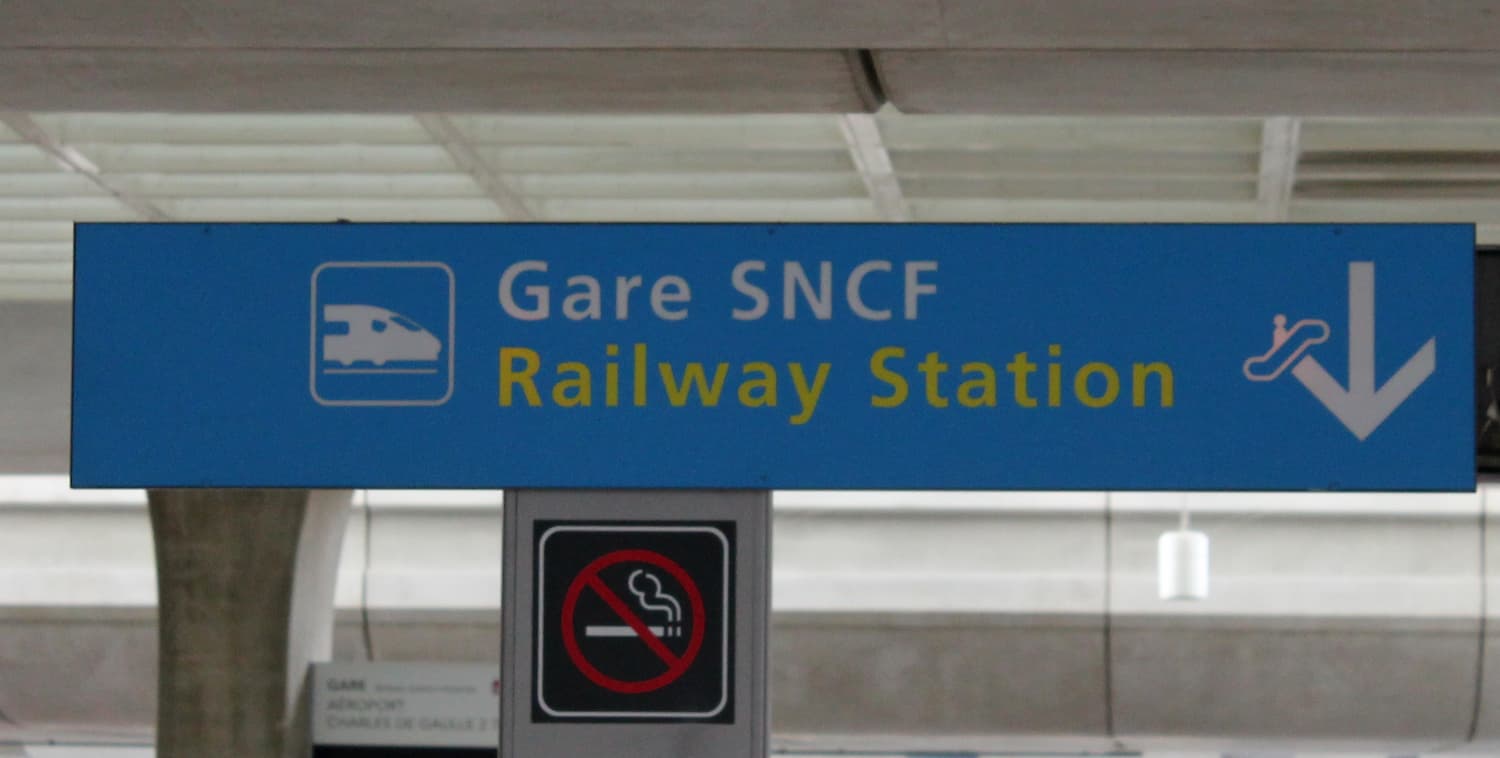 Gare SNCF
Railway Station
GARE
AÉROPORT
CHARLES DE GAULLE 2